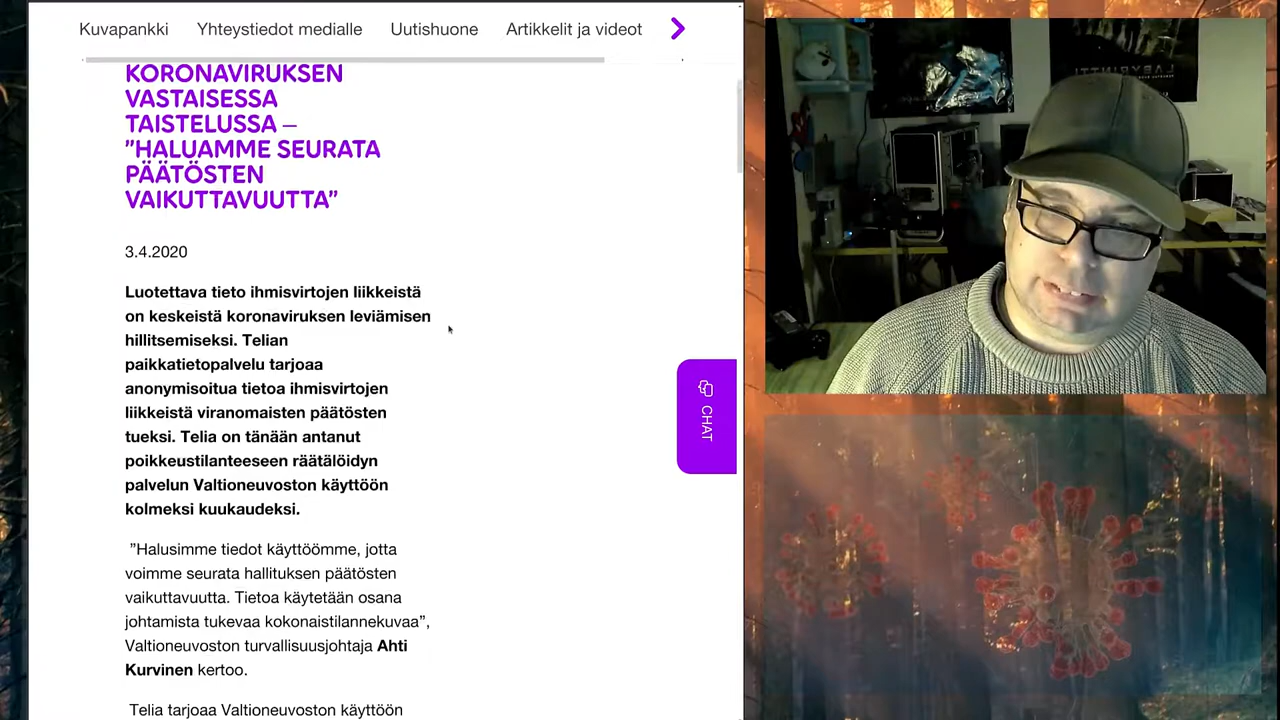 Kuvapankki Yhteystiedot medialle Uutishuone Artikkelit ja videot
KORONAVIRUKSEN
VASTAISESSA
TAISTELUSSA –
”HALUAMME SEURATA
PÄÄTÖSTEN
VAIKUTTAVUUTTA”
3.4.2020
Luotettava tieto ihmisvirtojen liikkeistä
on keskeistä koronaviruksen leviämisen
hillitsemiseksi. Telian
paikkatietopalvelu tarjoaa
anonymisoitua tietoa ihmisvirtojen
liikkeistä viranomaisten päätösten
tueksi. Telia on tänään antanut
poikkeustilanteeseen räätälöidyn
palvelun Valtioneuvoston käyttöön
kolmeksi kuukaudeksi.
”Halusimme tiedot käyttöömme, jotta
voimme seurata hallituksen päätösten
vaikuttavuutta. Tietoa käytetään osana
johtamista tukevaa kokonaistilannekuvaa”,
Valtioneuvoston turvallisuusjohtaja Ahti
Kurvinen kertoo.
Telia tarjoaa Valtioneuvoston käyttöön
CHAT